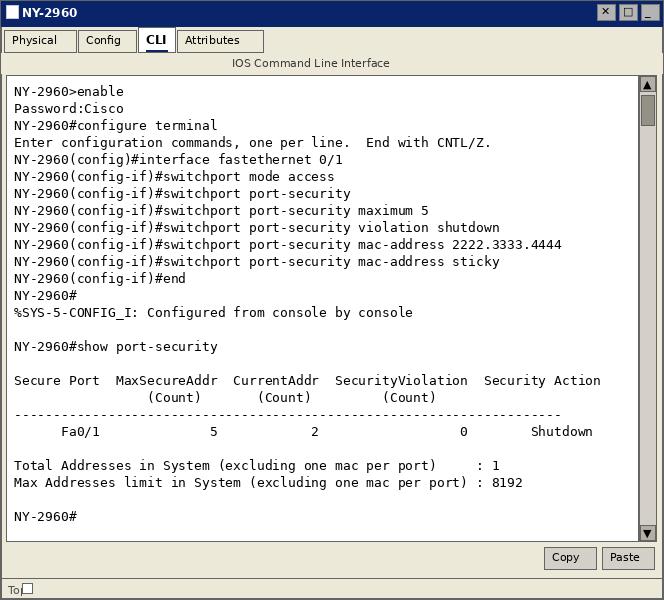 NY-2960
Physical Config CLI Attributes
IOS Command Line Interface
NY-2960>enable
Password:Cisco
NY-2960#configure terminal
Enter configuration commands, one per line.  End with CNTL/Z.
NY-2960(config)#interface fastethernet 0/1
NY-2960(config-if)#switchport mode access
NY-2960(config-if)#switchport port-security
NY-2960(config-if)#switchport port-security maximum 5
NY-2960(config-if)#switchport port-security violation shutdown
NY-2960(config-if)#switchport port-security mac-address 2222.3333.4444
NY-2960(config-if)#switchport port-security mac-address sticky
NY-2960(config-if)#end
NY-2960#
%SYS-5-CONFIG_I: Configured from console by console
NY-2960#show port-security
Secure Port  MaxSecureAddr  CurrentAddr  SecurityViolation  Security Action
(Count)       (Count)         (Count)
----------------------------------------------------------------------
Fa0/1              5            2                  0        Shutdown
Total Addresses in System (excluding one mac per port)     : 1
Max Addresses limit in System (excluding one mac per port) : 8192
NY-2960#
Copy Paste